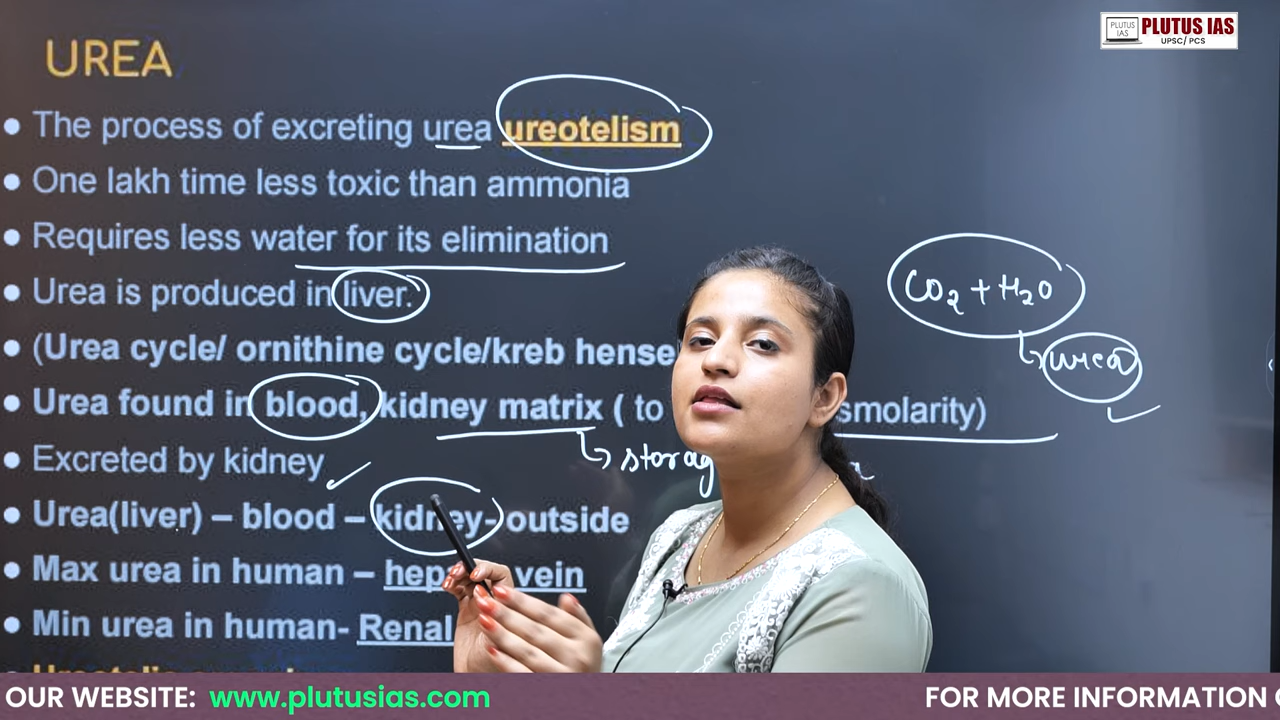 PLUTUS IAS
PLUTUS IAS
UPSC/ PCS
UREA
● The process of excreting urea ureotelism
● One lakh time less toxic than ammonia
● Requires less water for its elimination
● Urea is produced in liver.
● (Urea cycle/ ornithine cycle/kreb hense
● Urea found in blood, kidney matrix ( to smolarity)
● Excreted by kidney
● Urea(liver) – blood – kidney- outside
● Max urea in human – hep vein
● Min urea in human- Renal
CO2 + H2O
urea
storag
OUR WEBSITE: www.plutusias.com
FOR MORE INFORMATION